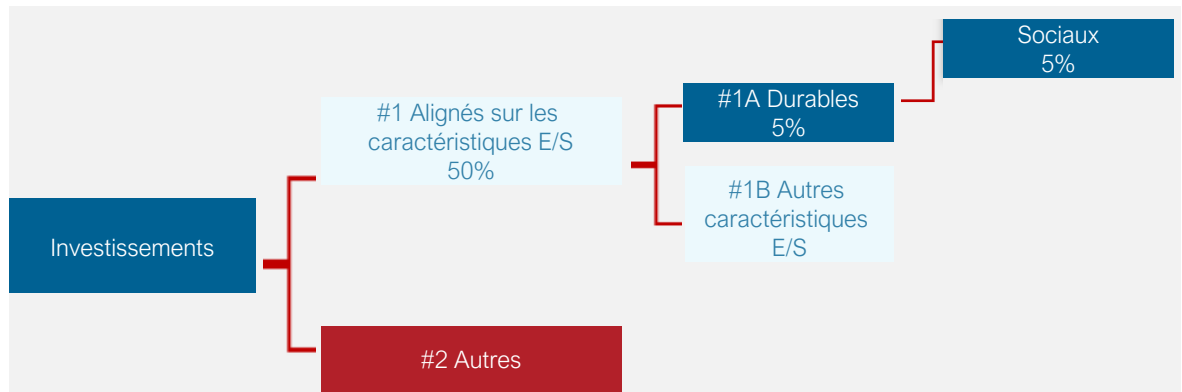 Sociaux
5%
#1A Durables
5%
#1 Alignés sur les
caractéristiques E/S
50%
#1B Autres
caractéristiques
E/S
Investissements
#2 Autres